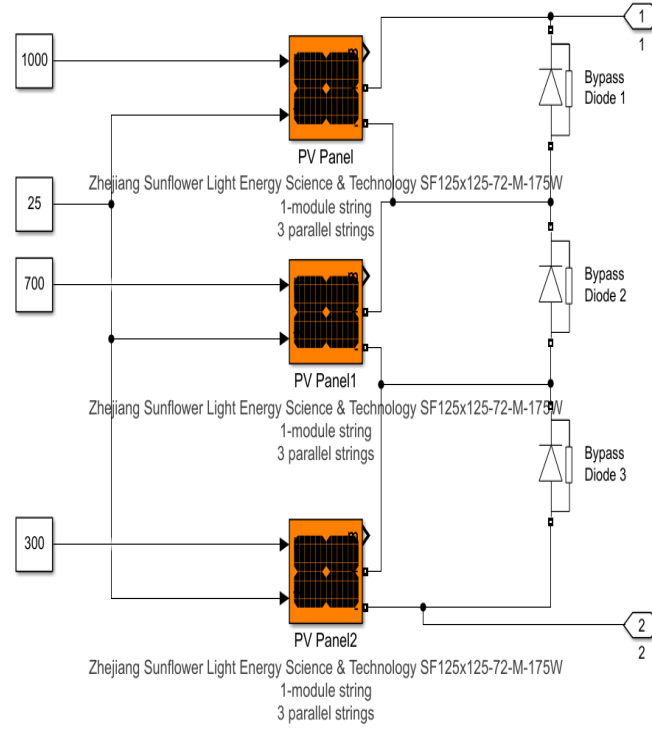 1
1
1000
Bypass
Diode 1
PV Panel
Zhejiang Sunflower Light Energy Science & Technology SF125x125-72-M-175W
1-module string
3 parallel strings
25
700
Bypass
Diode 2
PV Panel1
Zhejiang Sunflower Light Energy Science & Technology SF125x125-72-M-175W
1-module string
3 parallel strings
Bypass
Diode 3
300
PV Panel2
2
2
Zhejiang Sunflower Light Energy Science & Technology SF125x125-72-M-175W
1-module string
3 parallel strings